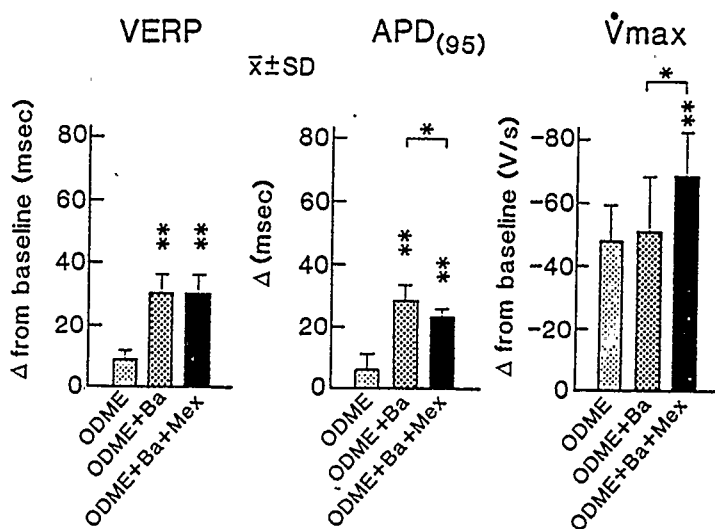 VERP
APD(95)
V̇max
x̄±SD
Δ from baseline (msec)
80
60
40
20
0
**
**
ODME
ODME+Ba
ODME+Ba+Mex
Δ (msec)
80
60
40
20
0
*
**
**
ODME
ODME+Ba
ODME+Ba+Mex
Δ from baseline (V/s)
-80
-60
-40
-20
0
*
**
ODME
ODME+Ba
ODME+Ba+Mex